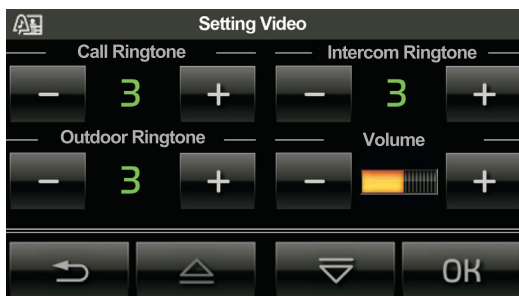 Setting Video
Call Ringtone
Intercom Ringtone
− 3 +
− 3 +
Outdoor Ringtone
Volume
− 3 +
− +
OK